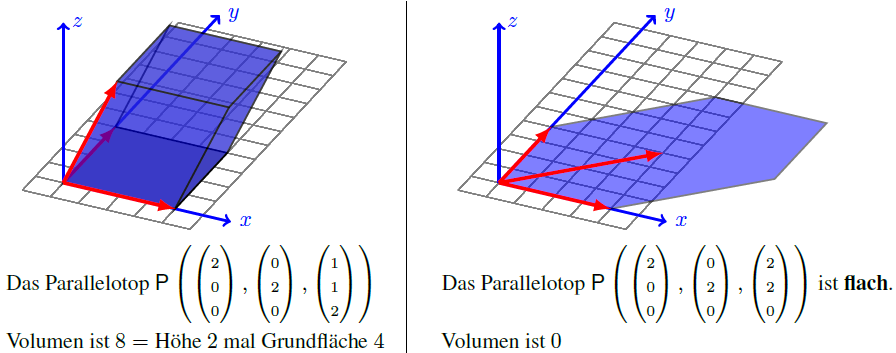 z
y
x
Das Parallelotop P ( ( 2 0 0 ) , ( 0 2 0 ) , ( 1 1 2 ) )
Volumen ist 8 = Höhe 2 mal Grundfläche 4
z
y
x
Das Parallelotop P ( ( 2 0 0 ) , ( 0 2 0 ) , ( 2 2 0 ) ) ist flach.
Volumen ist 0